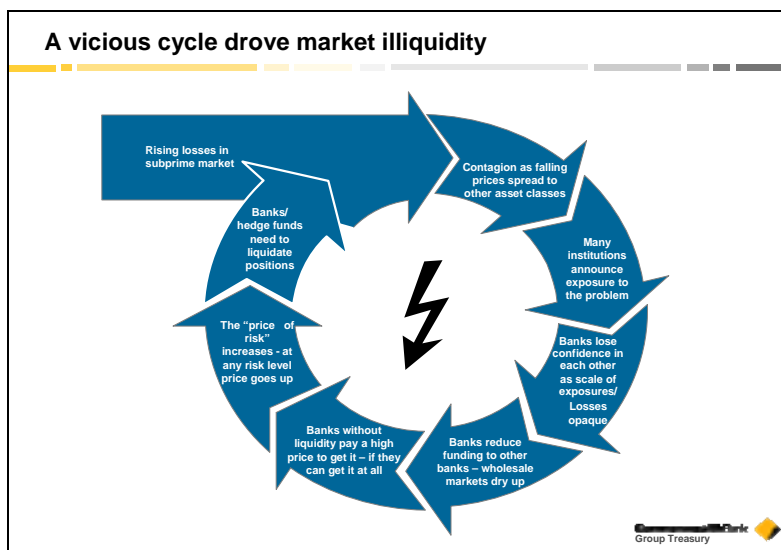 A vicious cycle drove market illiquidity
Rising losses in
subprime market
Contagion as falling
prices spread to
other asset classes
Many
institutions
announce
exposure to
the problem
Banks lose
confidence in
each other
as scale of
exposures/
Losses
opaque
Banks reduce
funding to other
banks – wholesale
markets dry up
Banks without
liquidity pay a high
price to get it – if they
can get it at all
The “price of
risk”
increases - at
any risk level
price goes up
Banks/
hedge funds
need to
liquidate
positions
CommonwealthBank
Group Treasury